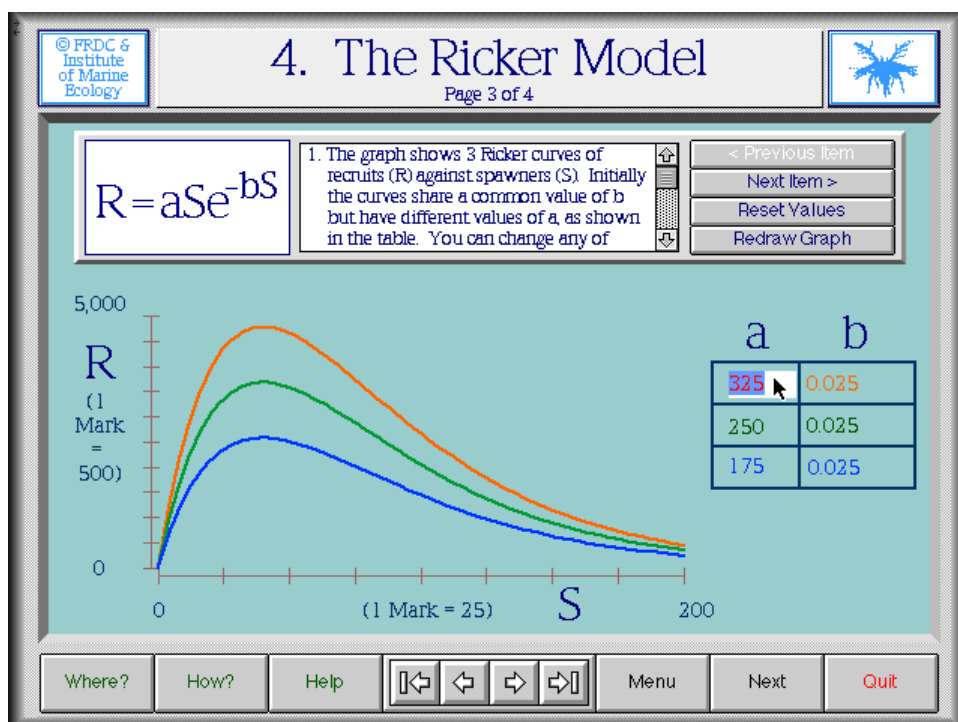 © FRDC &
Institute
of Marine
Ecology
4. The Ricker Model
Page 3 of 4
R=aSe-bS
1. The graph shows 3 Ricker curves of
recruits (R) against spawners (S). Initially
the curves share a common value of b
but have different values of a, as shown
in the table. You can change any of
< Previous Item
Next Item >
Reset Values
Redraw Graph
5,000
R
(1
Mark
=
500)
0
0
(1 Mark = 25)
S
200
a b
325 0.025
250 0.025
175 0.025
Where? How? Help Menu Next Quit